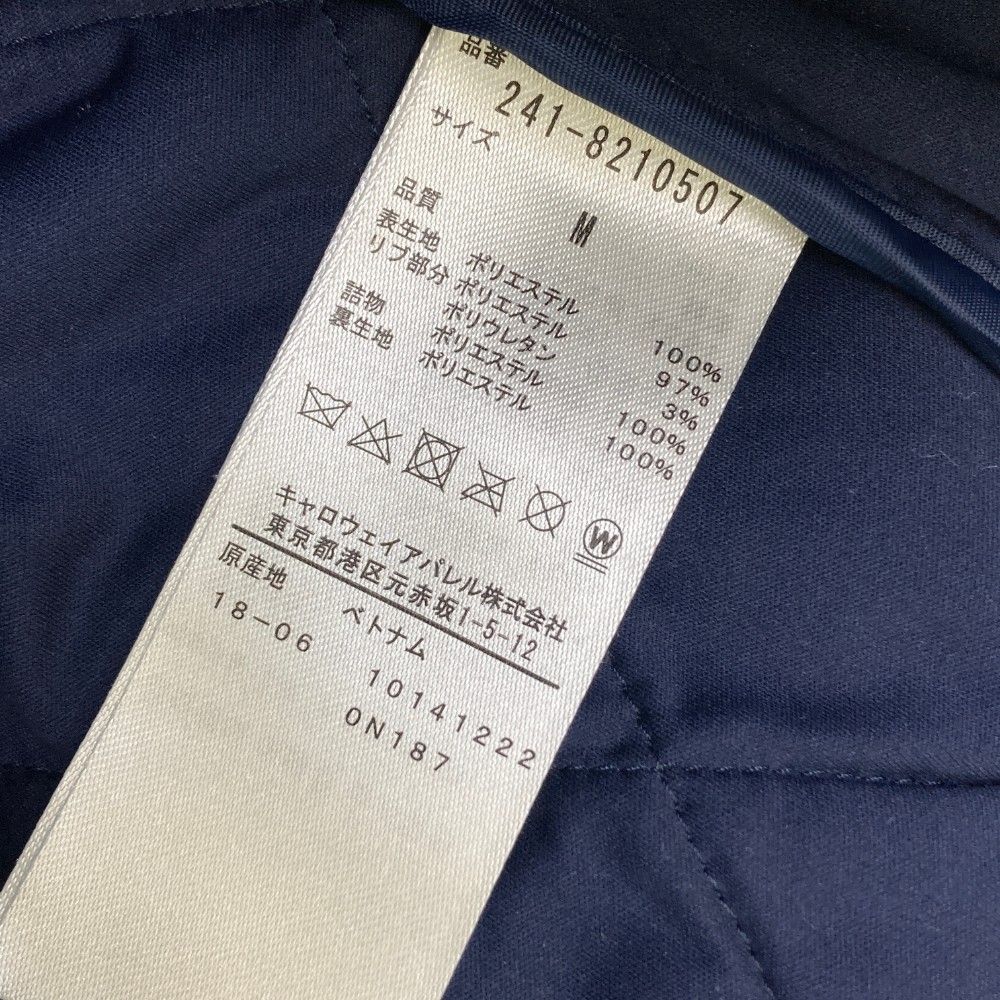 品番
241-8210507
サイズ
M
品質
表生地 ポリエステル 100%
リブ部分 ポリエステル 97%
ポリウレタン 3%
詰物 ポリエステル 100%
裏生地 ポリエステル 100%
W
キャロウェイアパレル株式会社
東京都港区元赤坂1-5-12
原産地 ベトナム
18-06 10141222
0N187